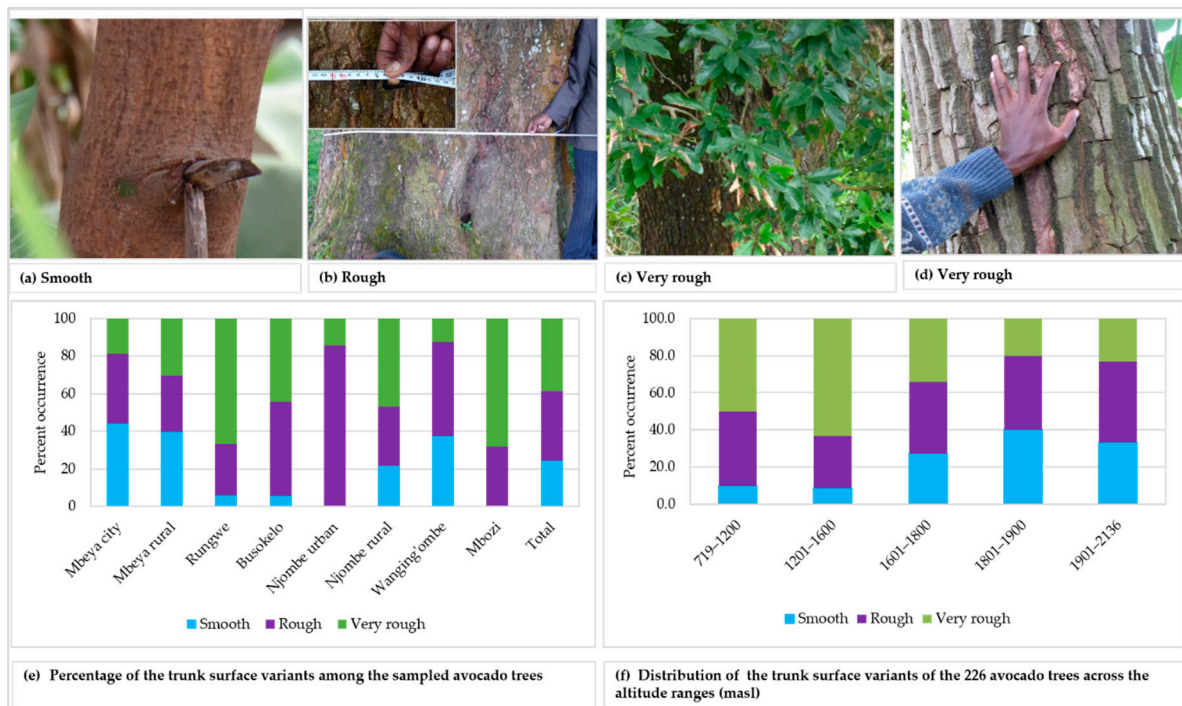 (a) Smooth
(b) Rough
(c) Very rough
(d) Very rough
Percent occurrence
100
80
60
40
20
0
Mbeya city
Mbeya rural
Rungwe
Busokelo
Njombe urban
Njombe rural
Wanging'ombe
Mbozi
Total
Smooth
Rough
Very rough
Percent occurrence
100.0
80.0
60.0
40.0
20.0
0.0
719–1200
1201–1600
1601–1800
1801–1900
1901–2136
Smooth
Rough
Very rough
(e) Percentage of the trunk surface variants among the sampled avocado trees
(f) Distribution of the trunk surface variants of the 226 avocado trees across the
altitude ranges (masl)